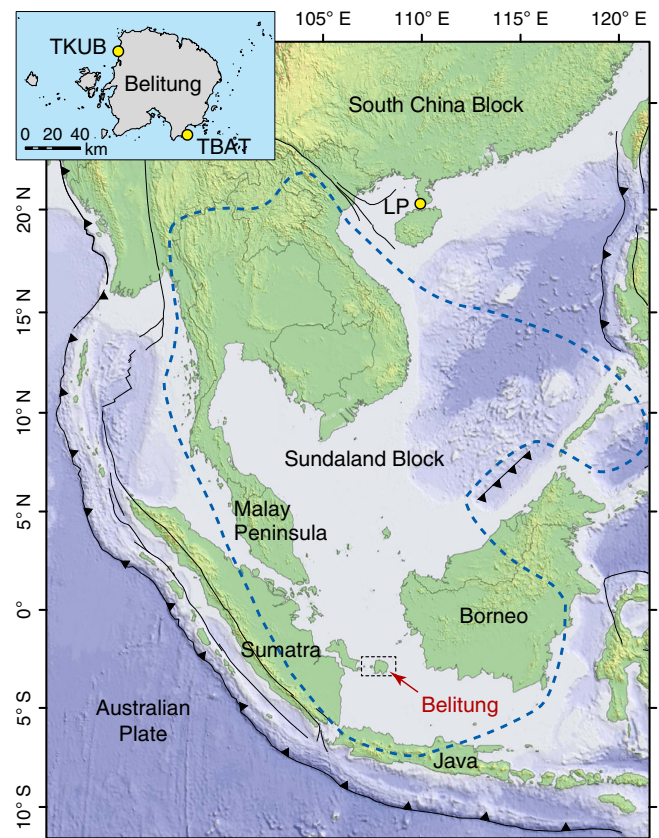 105° E 110° E 115° E 120° E
TKUB
Belitung
0 20 40 km
TBAT
South China Block
LP
20° N
15° N
10° N
5° N
0°
5° S
10° S
Sundaland Block
Malay
Peninsula
Borneo
Sumatra
Belitung
Australian
Plate
Java